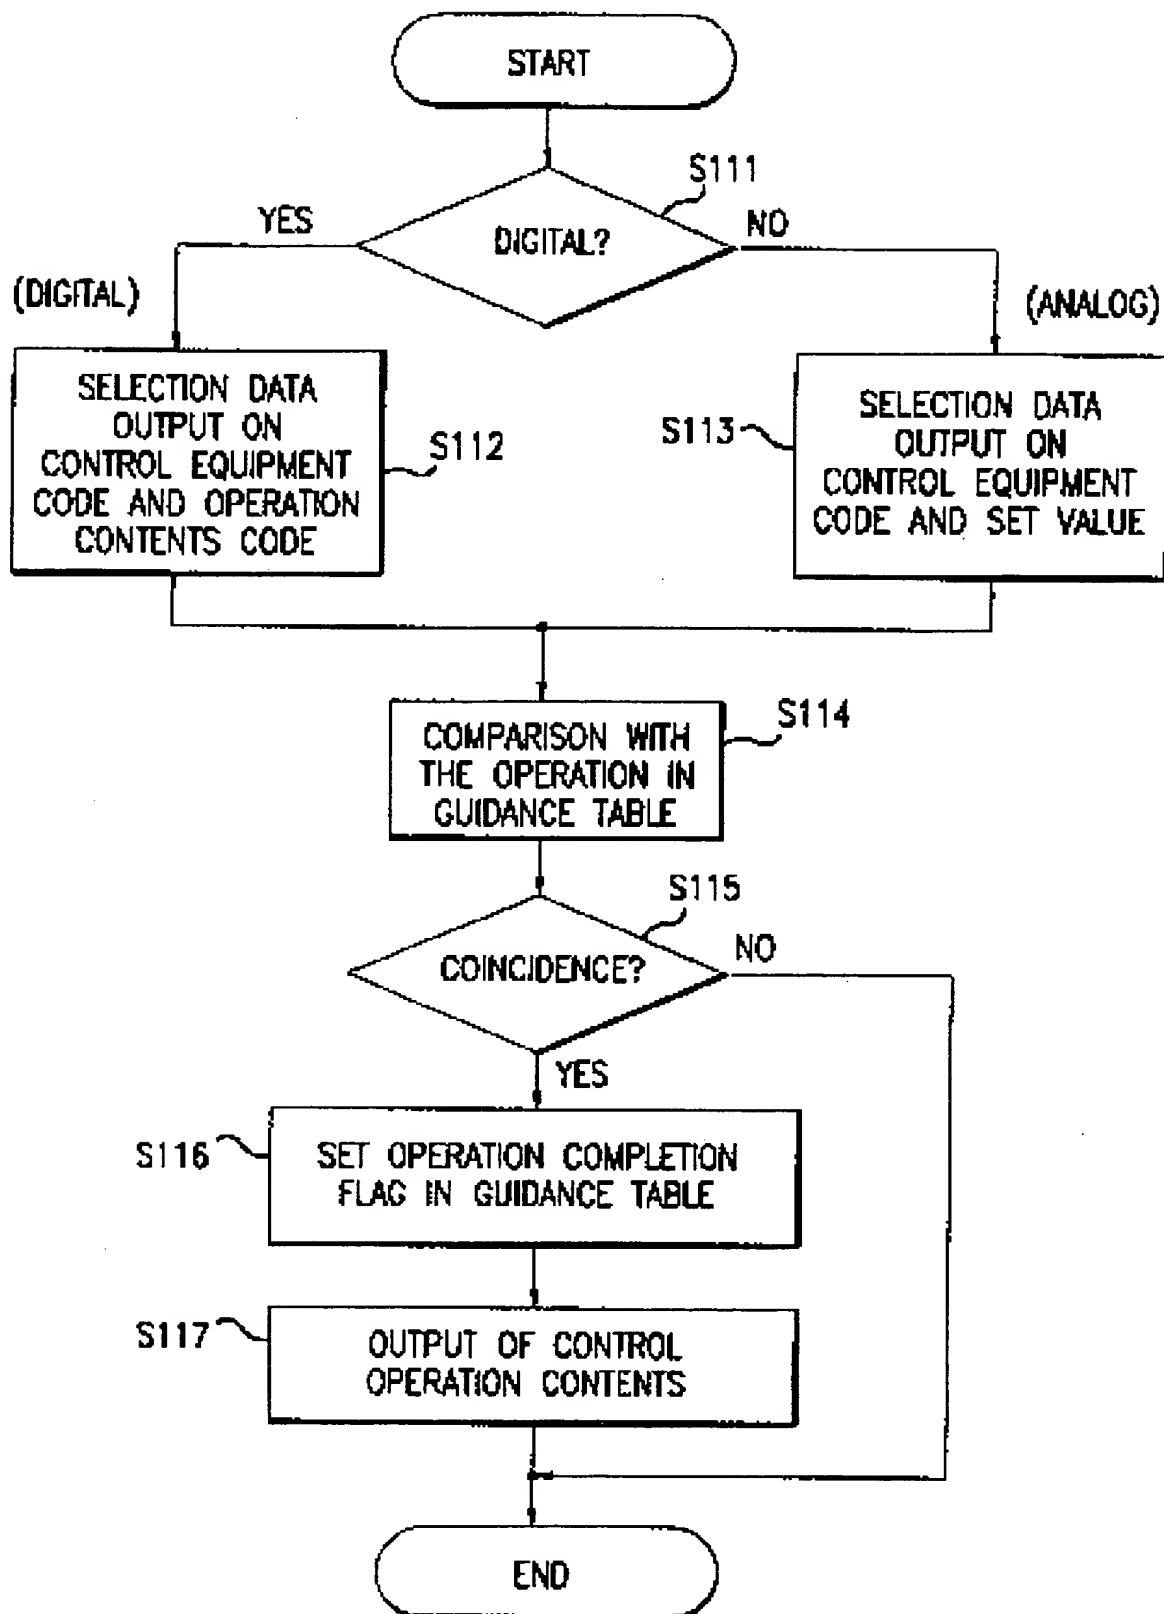 START
S111
YES
DIGITAL?
NO
(DIGITAL)
(ANALOG)
SELECTION DATA
OUTPUT ON
CONTROL EQUIPMENT
CODE AND OPERATION
CONTENTS CODE
S112
S113
SELECTION DATA
OUTPUT ON
CONTROL EQUIPMENT
CODE AND SET VALUE
S114
COMPARISON WITH
THE OPERATION IN
GUIDANCE TABLE
S115
COINCIDENCE?
NO
YES
S116
SET OPERATION COMPLETION
FLAG IN GUIDANCE TABLE
S117
OUTPUT OF CONTROL
OPERATION CONTENTS
END